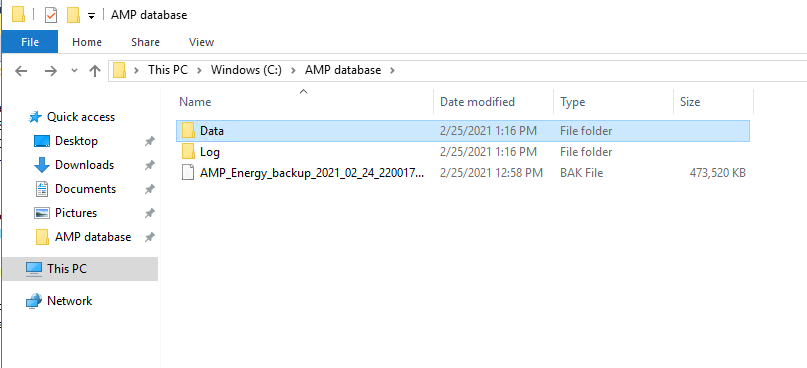 AMP database
File Home Share View
This PC Windows (C:) AMP database
Name Date modified Type Size
Quick access
Desktop
Downloads
Documents
Pictures
AMP database
This PC
Network
Data 2/25/2021 1:16 PM File folder
Log 2/25/2021 1:16 PM File folder
AMP_Energy_backup_2021_02_24_220017... 2/25/2021 12:58 PM BAK File 473,520 KB